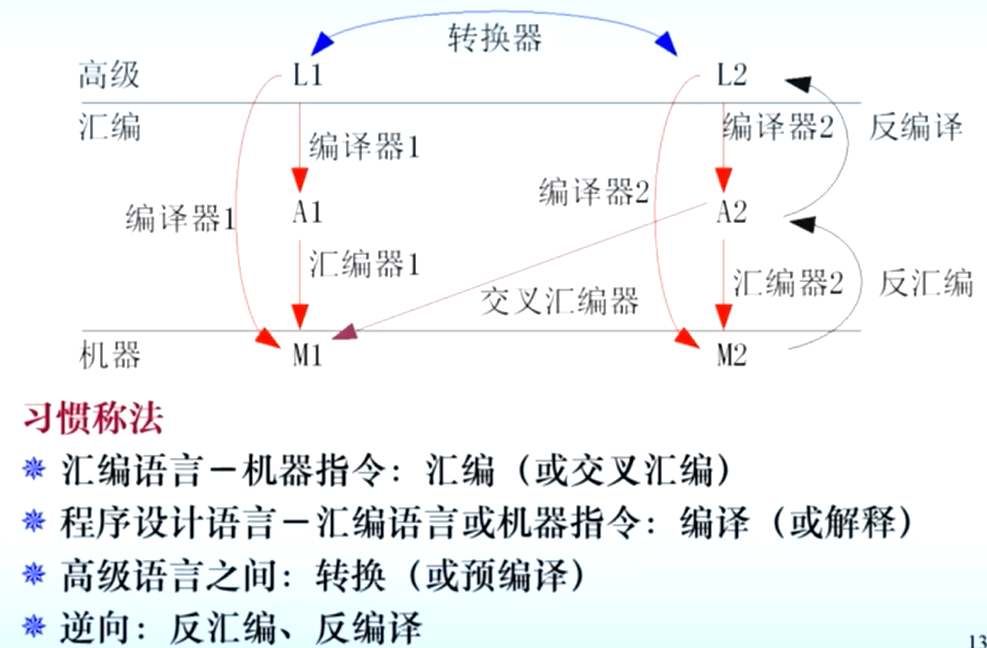 转换器
高级 L1 L2
汇编
编译器1 编译器2 反编译
编译器1 A1 编译器2 A2
汇编器1 交叉汇编器 汇编器2 反汇编
机器 M1 M2
习惯称法
汇编语言－机器指令：汇编（或交叉汇编）
程序设计语言－汇编语言或机器指令：编译（或解释）
高级语言之间：转换（或预编译）
逆向：反汇编、反编译
13